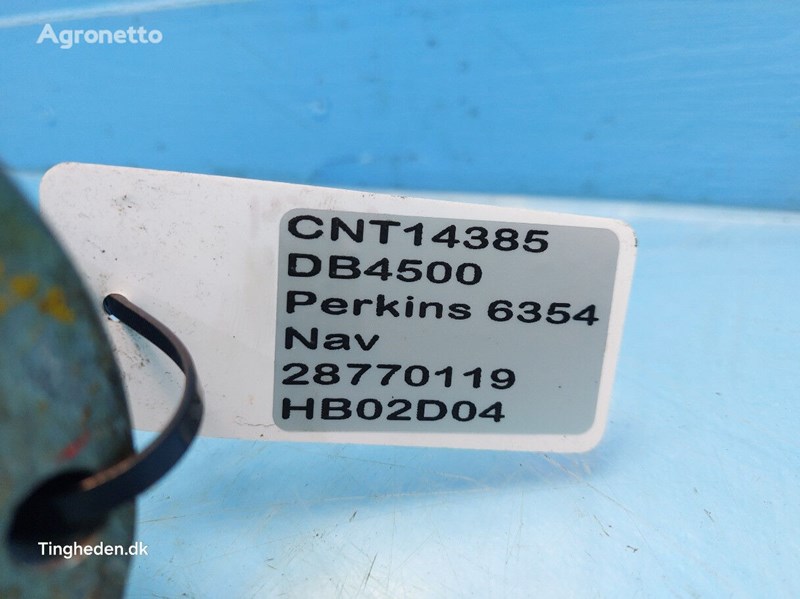 Agronetto
CNT14385
DB4500
Perkins 6354
Nav
28770119
HB02D04
Tingheden.dk